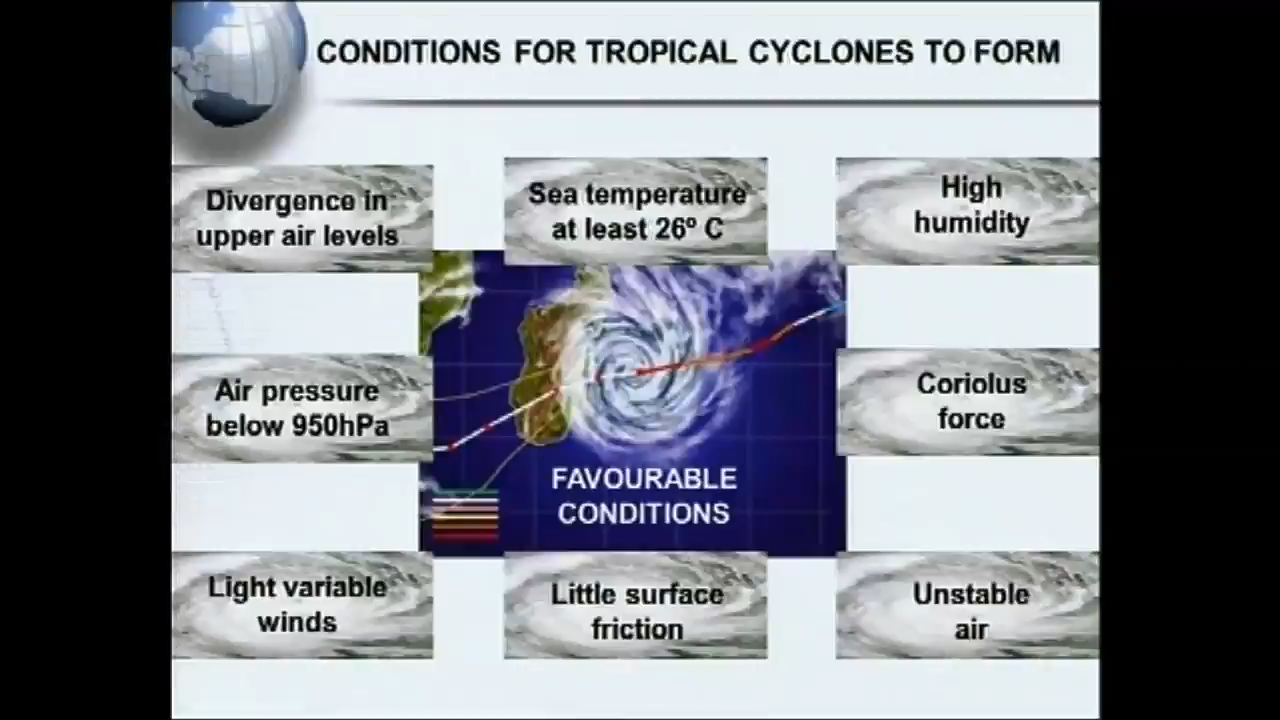 CONDITIONS FOR TROPICAL CYCLONES TO FORM
Divergence in
upper air levels
Sea temperature
at least 26º C
High
humidity
Air pressure
below 950hPa
Coriolus
force
FAVOURABLE
CONDITIONS
Light variable
winds
Little surface
friction
Unstable
air